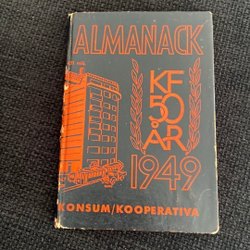 ALMANACK
KF
50
ÅR
1949
KONSUM/KOOPERATIVA